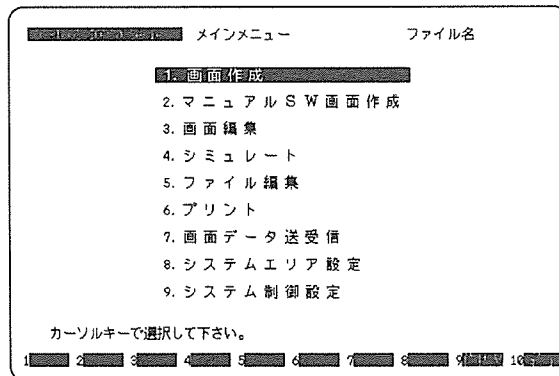 メインメニュー ファイル名
1. 画面作成
2. マニュアルSW画面作成
3. 画面編集
4. シミュレート
5. ファイル編集
6. プリント
7. 画面データ送受信
8. システムエリア設定
9. システム制御設定
カーソルキーで選択して下さい。
1 2 3 4 5 6 7 8 9 10